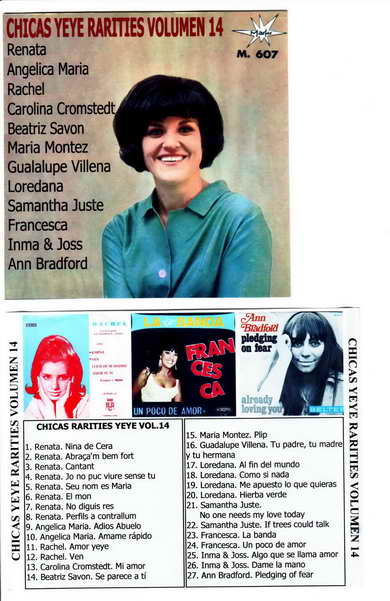 CHICAS YEYE RARITIES VOLUMEN 14
M. 607
Renata
Angelica Maria
Rachel
Carolina Cromstedt
Beatriz Savon
Maria Montez
Gualalupe Villena
Loredana
Samantha Juste
Francesca
Inma & Joss
Ann Bradford
CHICAS YEYE RARITIES VOLUMEN 14
RACHEL
LA BANDA
FRAN
CES
CA
UN POCO DE AMOR
Ann
Bradford
pledging
on fear
already
loving you
CHICAS YEYE RARITIES VOLUMEN 14
CHICAS RARITIES YEYE VOL.14
1. Renata. Nina de Cera
2. Renata. Abraça'm bem fort
3. Renata. Cantant
4. Renata. Jo no puc viure sense tu
5. Renata. Seu nom es Maria
6. Renata. El mon
7. Renata. No diguis res
8. Renata. Perfils a contrallum
9. Angelica Maria. Adios Abuelo
10. Angelica Maria. Amame rápido
11. Rachel. Amor yeye
12. Rachel. Ven
13. Carolina Cromstedt. Mi amor
14. Beatriz Savon. Se parece a tí
15. Maria Montez. Plip
16. Guadalupe Villena. Tu padre, tu madre
y tu hermana
17. Loredana. Al fin del mundo
18. Loredana. Como si nada
19. Loredana. Me apuesto lo que quieras
20. Loredana. Hierba verde
21. Samantha Juste.
No one needs my love today
22. Samantha Juste. If trees could talk
23. Francesca. La banda
24. Francesca. Un poco de amor
25. Inma & Joss. Algo que se llama amor
26. Inma & Joss. Dame la mano
27. Ann Bradford. Pledging of fear